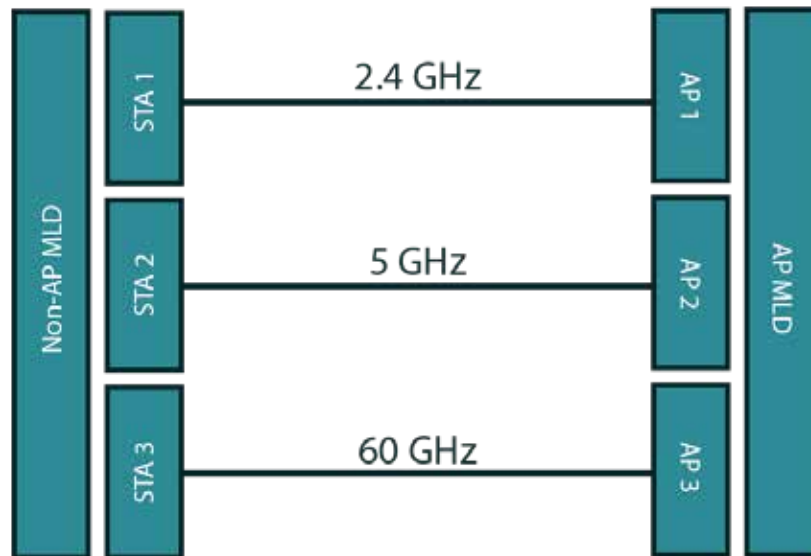 Non-AP MLD
STA 1
2.4 GHz
AP 1
STA 2
5 GHz
AP 2
STA 3
60 GHz
AP 3
AP MLD